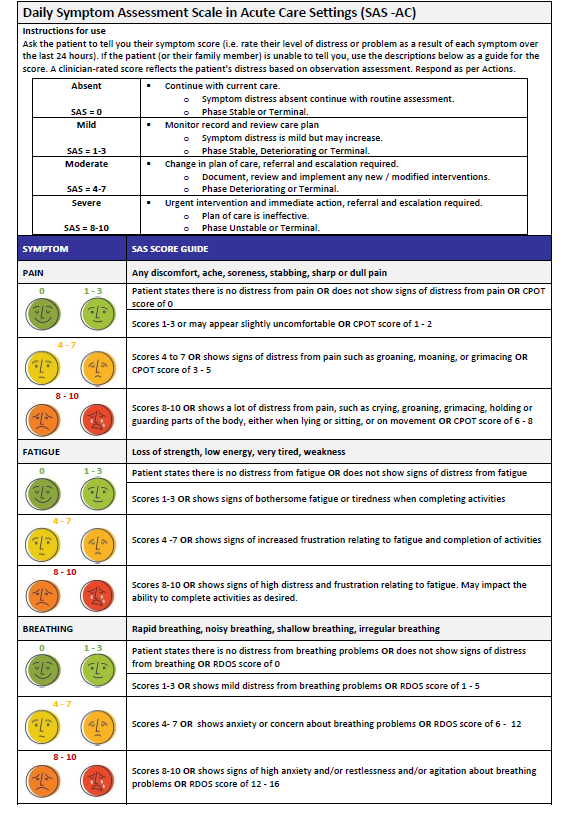 Daily Symptom Assessment Scale in Acute Care Settings (SAS -AC)
Instructions for use
Ask the patient to tell you their symptom score (i.e. rate their level of distress or problem as a result of each symptom over
the last 24 hours). If the patient (or their family member) is unable to tell you, use the descriptions below as a guide for the
score. A clinician-rated score reflects the patient's distress based on observation assessment. Respond as per Actions.
Absent
SAS = 0
▪ Continue with current care.
o Symptom distress absent continue with routine assessment.
o Phase Stable or Terminal.
Mild
SAS = 1-3
▪ Monitor record and review care plan
o Symptom distress is mild but may increase.
o Phase Stable, Deteriorating or Terminal.
Moderate
SAS = 4-7
▪ Change in plan of care, referral and escalation required.
o Document, review and implement any new / modified interventions.
o Phase Deteriorating or Terminal.
Severe
SAS = 8-10
▪ Urgent intervention and immediate action, referral and escalation required.
o Plan of care is ineffective.
o Phase Unstable or Terminal.
SYMPTOM SAS SCORE GUIDE
PAIN Any discomfort, ache, soreness, stabbing, sharp or dull pain
0 1 - 3
Patient states there is no distress from pain OR does not show signs of distress from pain OR CPOT
score of 0
Scores 1-3 or may appear slightly uncomfortable OR CPOT score of 1 - 2
4 - 7
Scores 4 to 7 OR shows signs of distress from pain such as groaning, moaning, or grimacing OR
CPOT score of 3 - 5
8 - 10
Scores 8-10 OR shows a lot of distress from pain, such as crying, groaning, grimacing, holding or
guarding parts of the body, either when lying or sitting, or on movement OR CPOT score of 6 - 8
FATIGUE Loss of strength, low energy, very tired, weakness
0 1 - 3
Patient states there is no distress from fatigue OR does not show signs of distress from fatigue
Scores 1-3 OR shows signs of bothersome fatigue or tiredness when completing activities
4 - 7
Scores 4 -7 OR shows signs of increased frustration relating to fatigue and completion of activities
8 - 10
Scores 8-10 OR shows signs of high distress and frustration relating to fatigue. May impact the
ability to complete activities as desired.
BREATHING Rapid breathing, noisy breathing, shallow breathing, irregular breathing
0 1 - 3
Patient states there is no distress from breathing problems OR does not show signs of distress
from breathing OR RDOS score of 0
Scores 1-3 OR shows mild distress from breathing problems OR RDOS score of 1 - 5
4 - 7
Scores 4- 7 OR shows anxiety or concern about breathing problems OR RDOS score of 6 - 12
8 - 10
Scores 8-10 OR shows signs of high anxiety and/or restlessness and/or agitation about breathing
problems OR RDOS score of 12 - 16